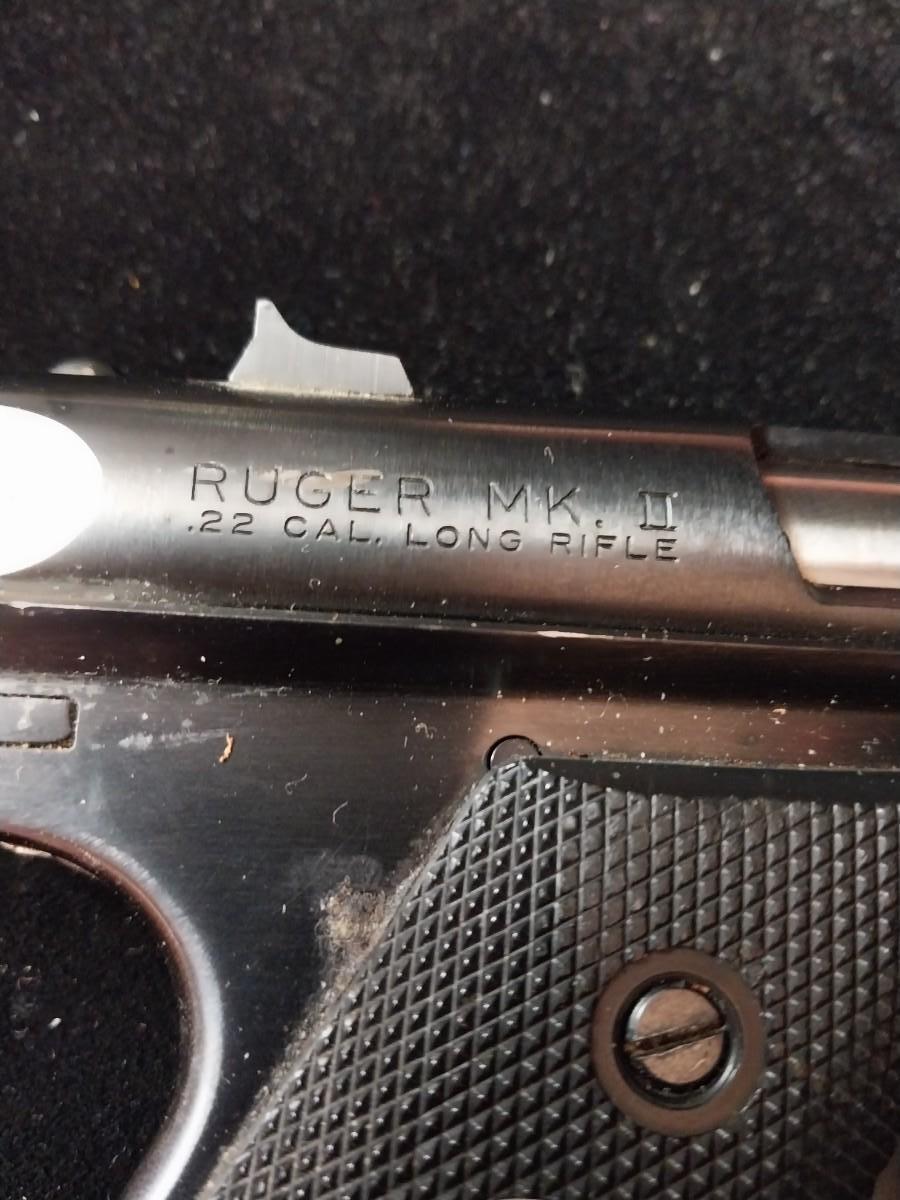 RUGER MK. II
.22 CAL. LONG RIFLE